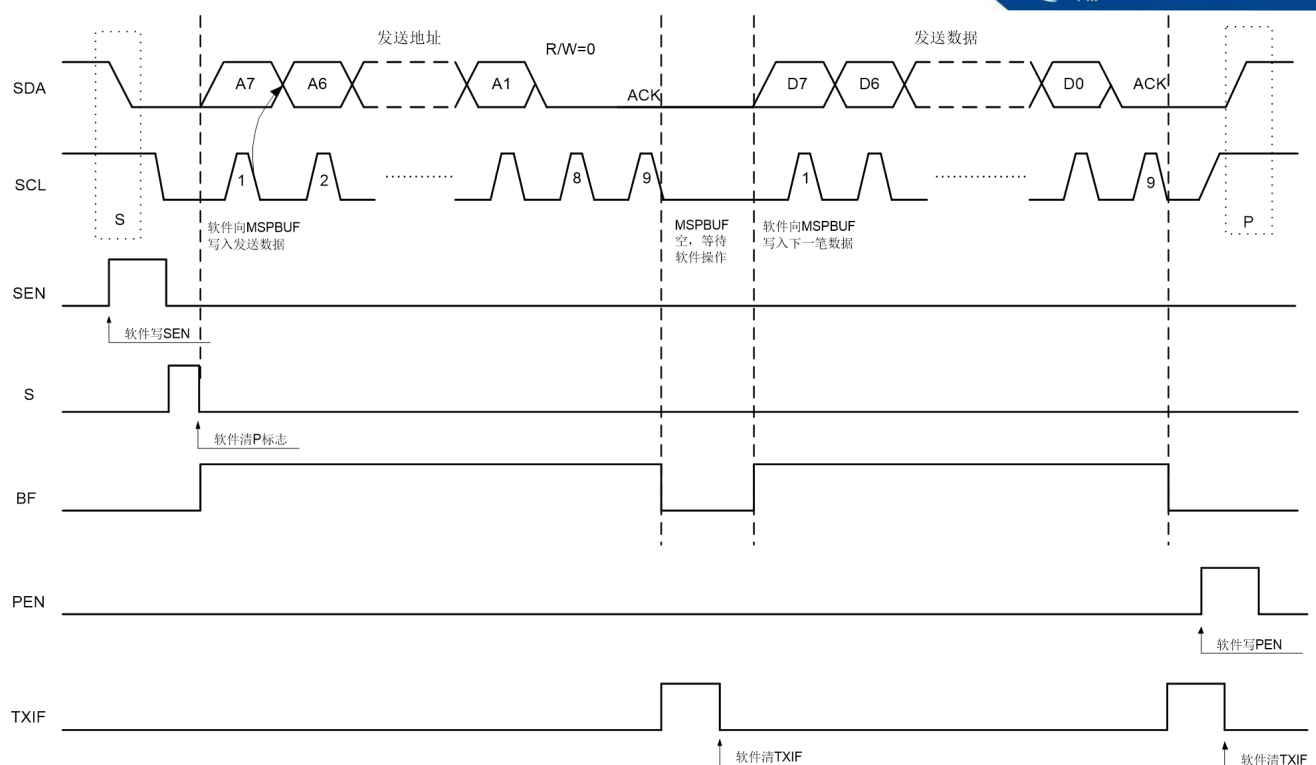 发送地址
R/W=0
发送数据
SDA
A7
A6
A1
ACK
D7
D6
D0
ACK
SCL
1
2
8
9
1
9
S
P
软件向MSPBUF
写入发送数据
MSPBUF
空，等待
软件操作
软件向MSPBUF
写入下一笔数据
SEN
软件写SEN
S
软件清P标志
BF
PEN
软件写PEN
TXIF
软件清TXIF
软件清TXIF